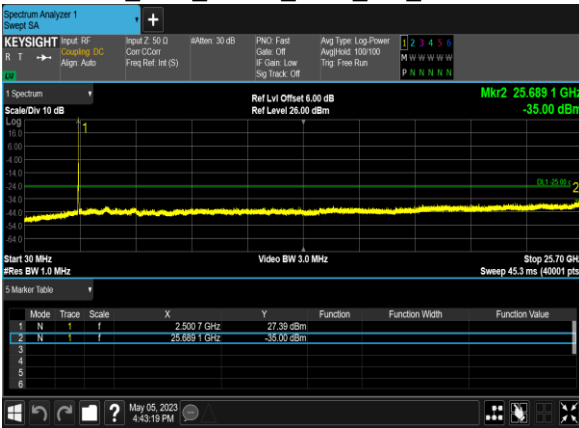 Spectrum Analyzer 1
Swept SA
+
KEYSIGHT Input: RF Input Z: 50 Ω #Atten: 30 dB PNO: Fast Avg Type: Log-Power 1 2 3 4 5 6
R T Coupling: DC Corr CCorr Gate: Off Avg|Hold: 100/100 M W W W W W
Align: Auto Freq Ref: Int (S) IF Gain: Low Trig: Free Run
Sig Track: Off P N N N N N
LV
1 Spectrum Ref Lvl Offset 6.00 dB Mkr2 25.689 1 GHz
Scale/Div 10 dB Ref Level 26.00 dBm -35.00 dBm
Log
16.0
6.00
-4.00
-14.0
-24.0
-34.0
-44.0
-54.0
-64.0
1
DL1 -25.00
2
Start 30 MHz Video BW 3.0 MHz Stop 25.70 GHz
#Res BW 1.0 MHz Sweep 45.3 ms (40001 pts
5 Marker Table
Mode Trace Scale X Y Function Function Width Function Value
1 N 1 f 2.500 7 GHz 27.39 dBm
2 N 1 f 25.689 1 GHz -35.00 dBm
3
4
5
6
? May 05, 2023
4:43:19 PM